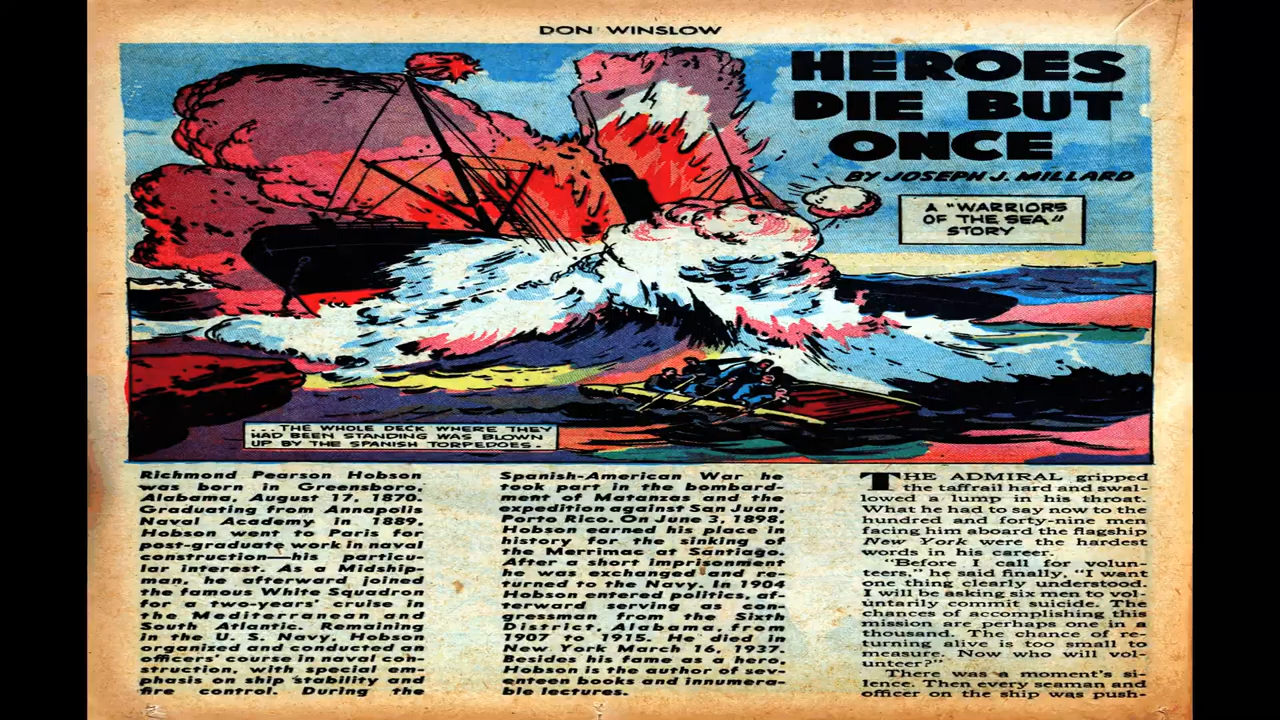 DON WINSLOW
HEROES
DIE BUT
ONCE
BY JOSEPH J. MILLARD
A "WARRIORS
OF THE SEA"
STORY
...THE WHOLE DECK WHERE THEY
HAD BEEN STANDING WAS BLOWN
UP BY THE SPANISH TORPEDOES.
Richmond Pearson Hobson
was born in Greensboro,
Alabama, August 17, 1870.
Graduating from Annapolis
Naval Academy in 1889,
Hobson went to Paris for
post-graduate work in naval
construction—his particu-
lar interest. As a Midship-
man, he afterward joined
the famous White Squadron
for a two-years' cruise in
the Mediterranean and
South Atlantic. Remaining
in the U. S. Navy, Hobson
organized and conducted an
officers' course in naval con-
struction, with special em-
phasis on ship stability and
fire control. During the
Spanish-American War he
took part in the bombard-
ment of Matanzas and the
expedition against San Juan,
Porto Rico. On June 3, 1898,
Hobson earned his place in
history for the sinking of
the Merrimac at Santiago.
After a short imprisonment
he was exchanged and re-
turned to the Navy. In 1904
Hobson entered politics, af-
terward serving as con-
gressman from the Sixth
District, Alabama, from
1907 to 1915. He died in
New York March 16, 1937.
Besides his fame as a hero,
Hobson is the author of sev-
enteen books and innumera-
ble lectures.
THE ADMIRAL gripped
the taffrail hard and swal-
lowed a lump in his throat.
What he had to say now to the
hundred and forty-nine men
facing him aboard the flagship
New York were the hardest
words in his career.
"Before I call for volun-
teers," he said finally, "I want
one thing clearly understood.
I will be asking six men to vol-
untarily commit suicide. The
chances of accomplishing this
mission are perhaps one in a
thousand. The chance of re-
turning alive is too small to
measure. Now who will vol-
unteer?"
There was a moment's si-
lence. Then every seaman and
officer on the ship was push-